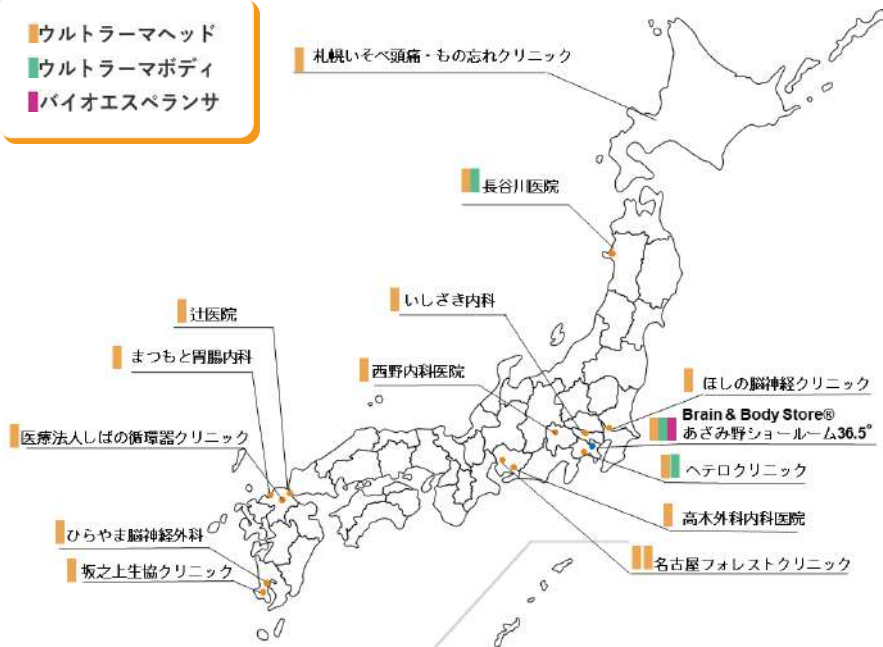 ウルトラーマヘッド
ウルトラーマボディ
バイオエスペランサ
札幌いそべ頭痛・もの忘れクリニック
長谷川医院
いしざき内科
辻医院
まつもと胃腸内科
西野内科医院
ほしの脳神経クリニック
Brain & Body Store®
あざみ野ショールーム36.5°
医療法人しばの循環器クリニック
ヘテロクリニック
高木外科内科医院
ひらやま脳神経外科
名古屋フォレストクリニック
坂之上生協クリニック